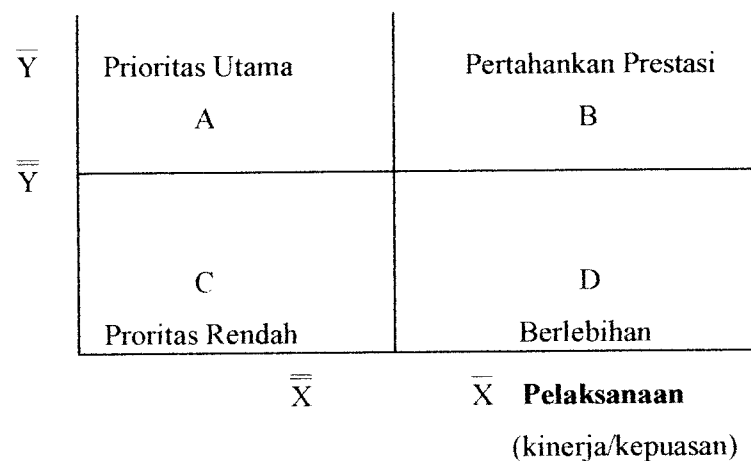 Y̅ Prioritas Utama Pertahankan Prestasi
A B
Y̿
C D
Proritas Rendah Berlebihan
X̿ X̅ Pelaksanaan
(kinerja/kepuasan)